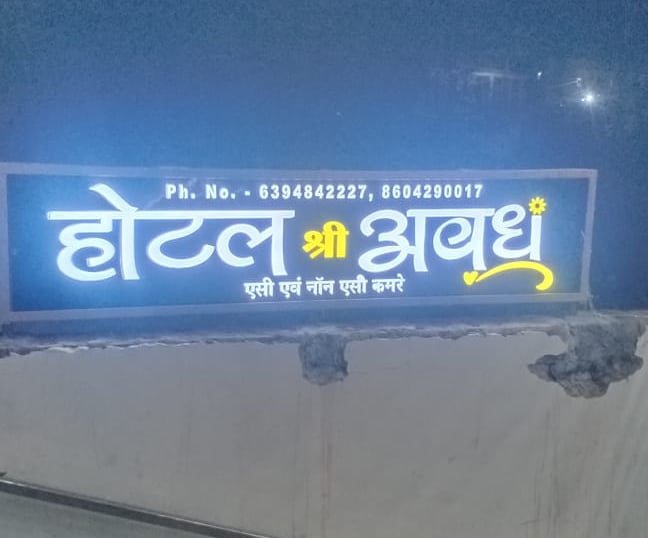 Ph. No. - 6394842227, 8604290017
होटल श्री अवध
एसी एवं नॉन एसी कमरे